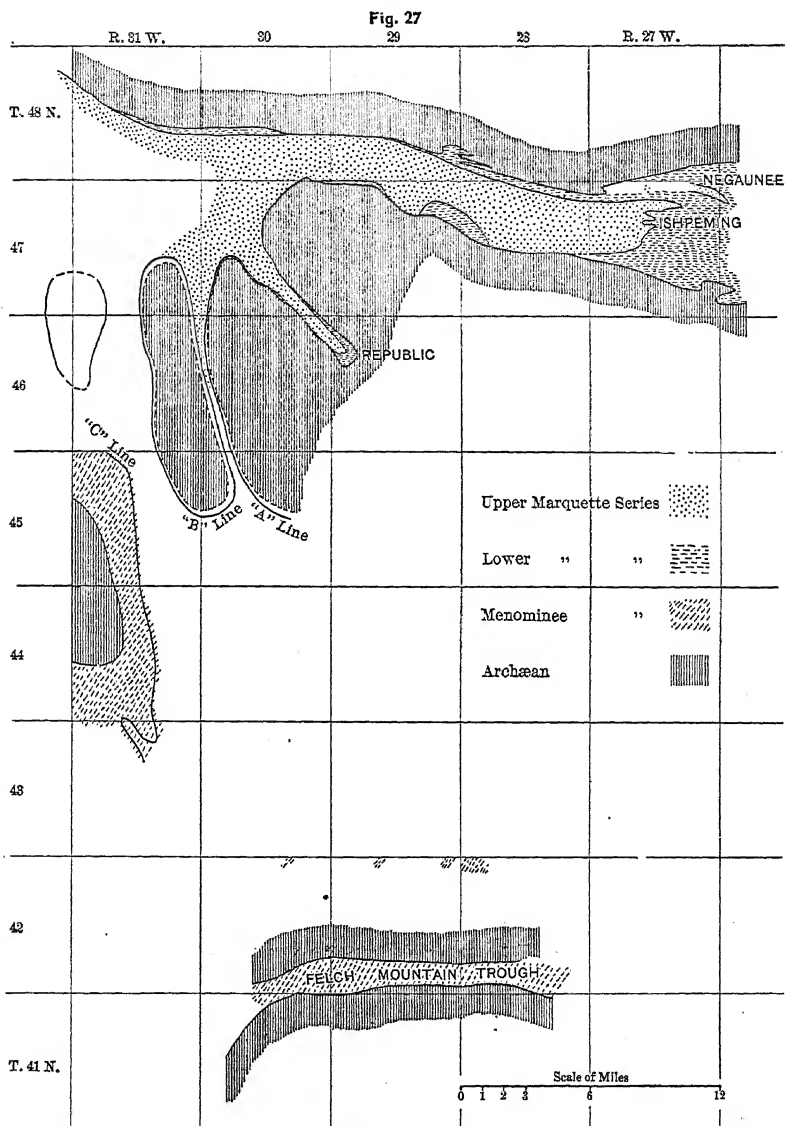 Fig. 27
R. 31 W. 30 29 28 R. 27 W.
T. 48 N.
NEGAUNEE
ISHPEMING
47
REPUBLIC
46
"C" Line
"B" Line
"A" Line
45
Upper Marquette Series
Lower " "
Menominee "
44
Archæan
43
42
FELCH MOUNTAIN TROUGH
T. 41 N.
Scale of Miles
0 1 2 3 6 12